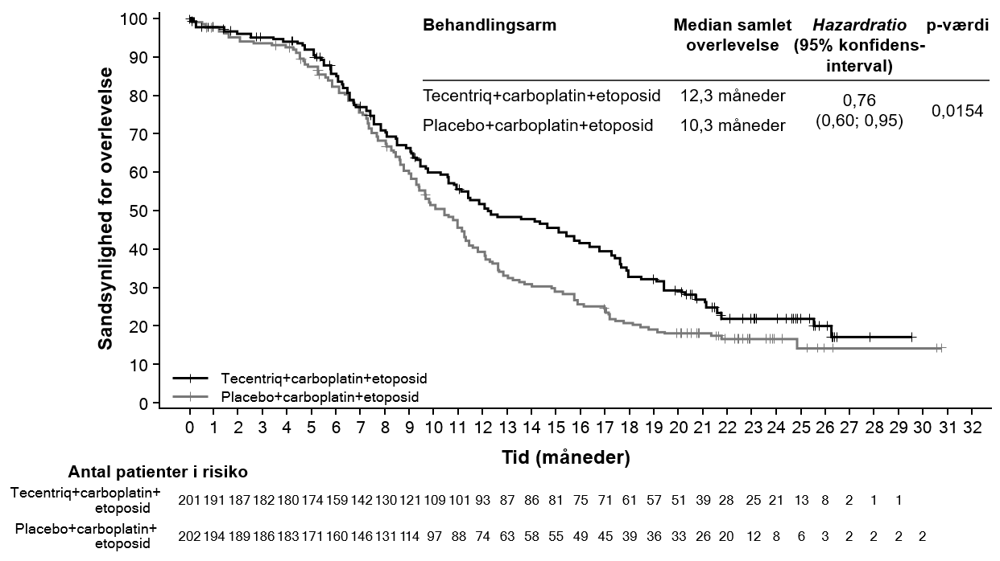 Behandlingsarm Median samlet Hazardratio p-værdi
overlevelse (95% konfidens-
interval)
Tecentriq+carboplatin+etoposid 12,3 måneder 0,76
(0,60; 0,95) 0,0154
Placebo+carboplatin+etoposid 10,3 måneder
Sandsynlighed for overlevelse
100
90
80
70
60
50
40
30
20
10
0
Tecentriq+carboplatin+etoposid
Placebo+carboplatin+etoposid
0 1 2 3 4 5 6 7 8 9 10 11 12 13 14 15 16 17 18 19 20 21 22 23 24 25 26 27 28 29 30 31 32
Tid (måneder)
Antal patienter i risiko
Tecentriq+carboplatin+
etoposid
201 191 187 182 180 174 159 142 130 121 109 101 93 87 86 81 75 71 61 57 51 39 28 25 21 13 8 2 1 1
Placebo+carboplatin+
etoposid
202 194 189 186 183 171 160 146 131 114 97 88 74 63 58 55 49 45 39 36 33 26 20 12 8 6 3 2 2 2 2